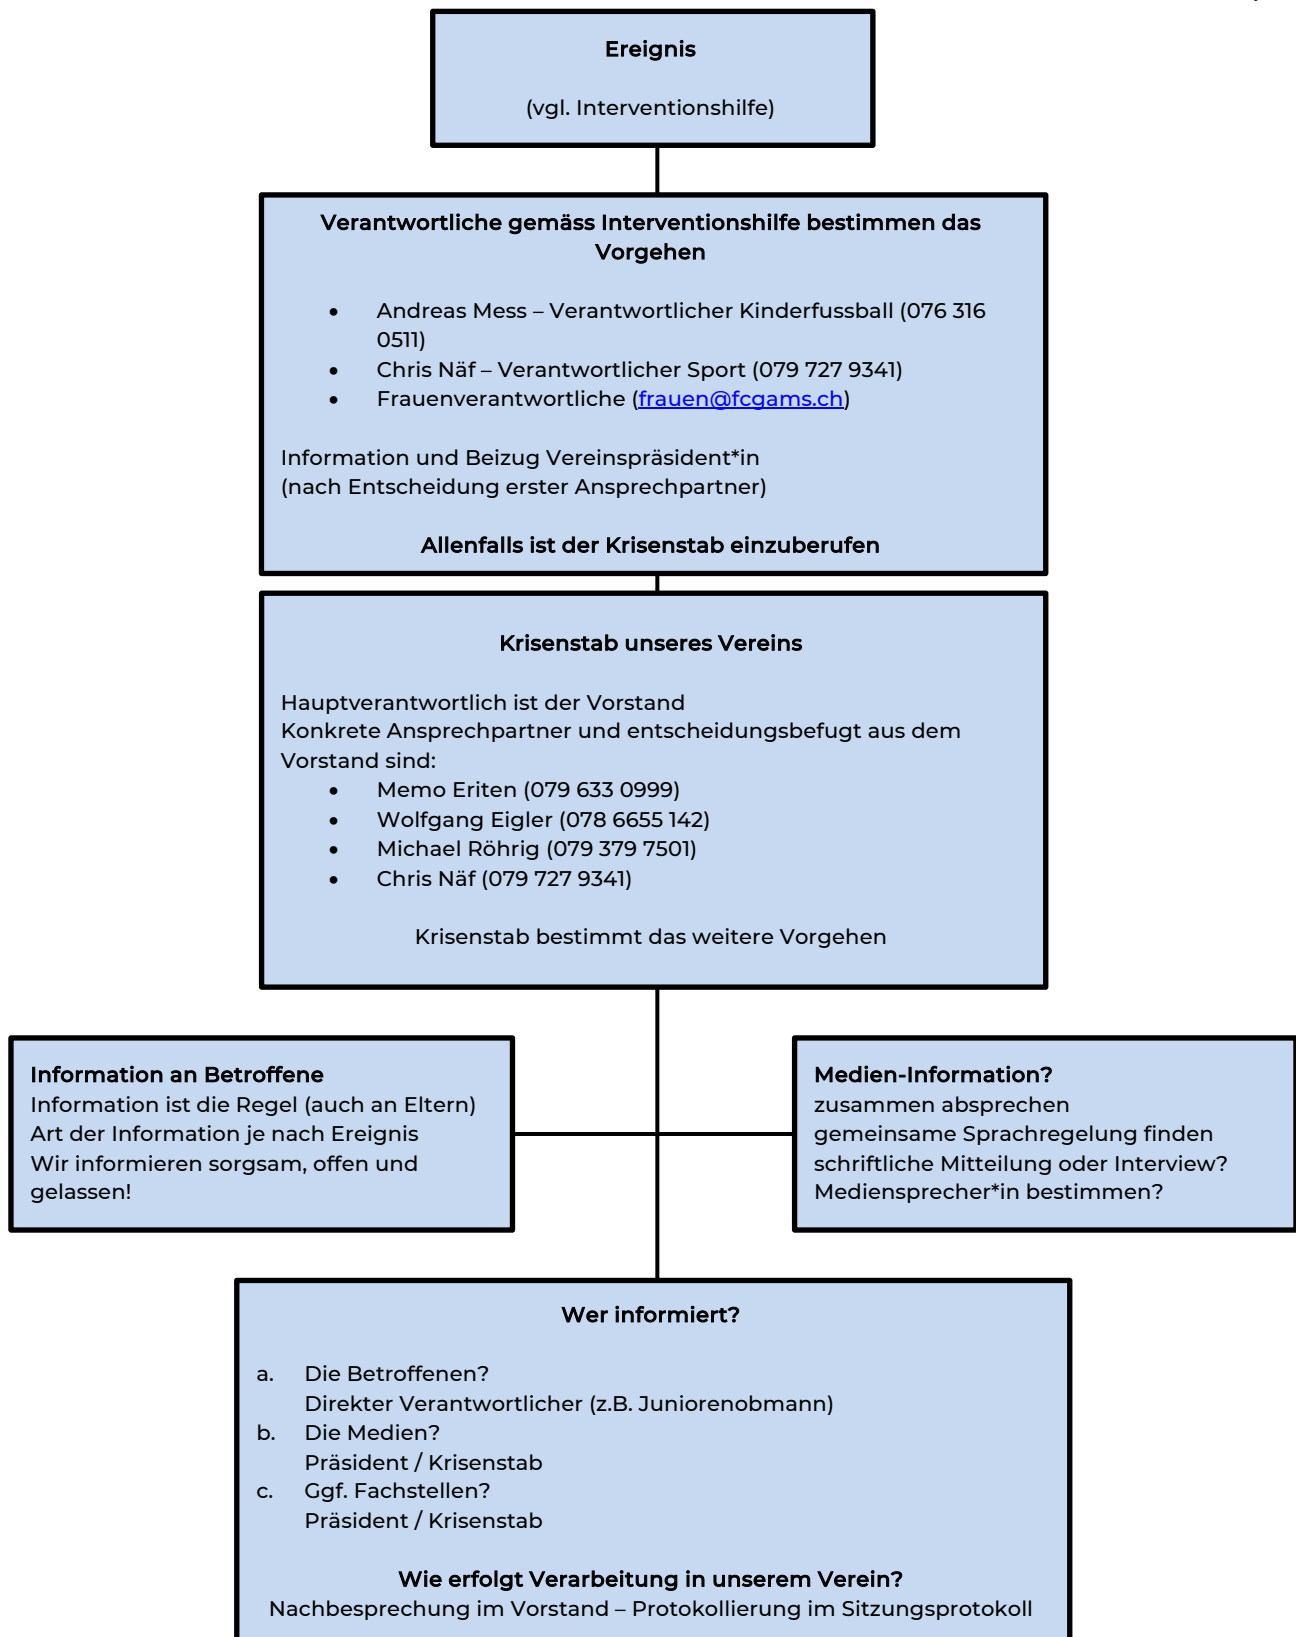 Ereignis
(vgl. Interventionshilfe)
Verantwortliche gemäss Interventionshilfe bestimmen das
Vorgehen
• Andreas Mess – Verantwortlicher Kinderfussball (076 316
0511)
• Chris Näf – Verantwortlicher Sport (079 727 9341)
• Frauenverantwortliche (frauen@fcgams.ch)
Information und Beizug Vereinspräsident*in
(nach Entscheidung erster Ansprechpartner)
Allenfalls ist der Krisenstab einzuberufen
Krisenstab unseres Vereins
Hauptverantwortlich ist der Vorstand
Konkrete Ansprechpartner und entscheidungsbefugt aus dem
Vorstand sind:
• Memo Eriten (079 633 0999)
• Wolfgang Eigler (078 6655 142)
• Michael Röhrig (079 379 7501)
• Chris Näf (079 727 9341)
Krisenstab bestimmt das weitere Vorgehen
Information an Betroffene
Information ist die Regel (auch an Eltern)
Art der Information je nach Ereignis
Wir informieren sorgsam, offen und
gelassen!
Medien-Information?
zusammen absprechen
gemeinsame Sprachregelung finden
schriftliche Mitteilung oder Interview?
Mediensprecher*in bestimmen?
Wer informiert?
a. Die Betroffenen?
Direkter Verantwortlicher (z.B. Juniorenobmann)
b. Die Medien?
Präsident / Krisenstab
c. Ggf. Fachstellen?
Präsident / Krisenstab
Wie erfolgt Verarbeitung in unserem Verein?
Nachbesprechung im Vorstand – Protokollierung im Sitzungsprotokoll